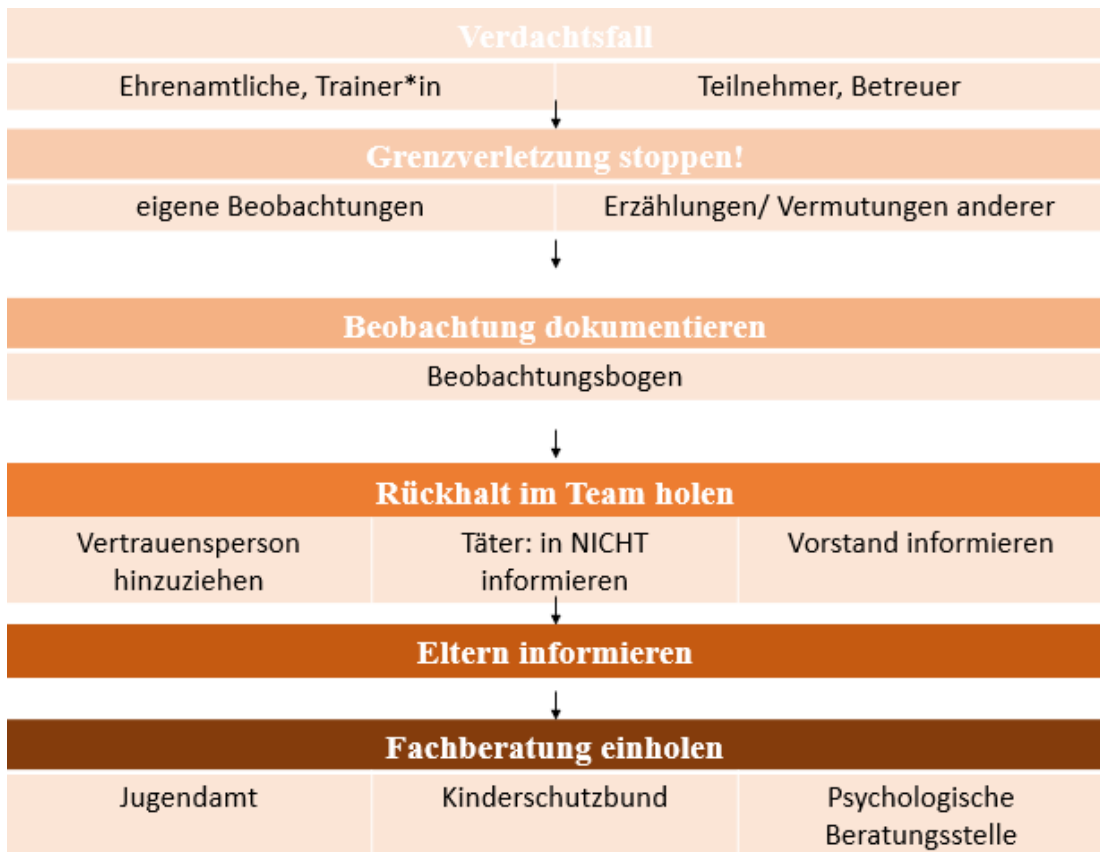 Verdachtsfall
Ehrenamtliche, Trainer*in
Teilnehmer, Betreuer
Grenzverletzung stoppen!
eigene Beobachtungen
Erzählungen/ Vermutungen anderer
Beobachtung dokumentieren
Beobachtungsbogen
Rückhalt im Team holen
Vertrauensperson
hinzuziehen
Täter: in NICHT
informieren
Vorstand informieren
Eltern informieren
Fachberatung einholen
Jugendamt
Kinderschutzbund
Psychologische
Beratungsstelle